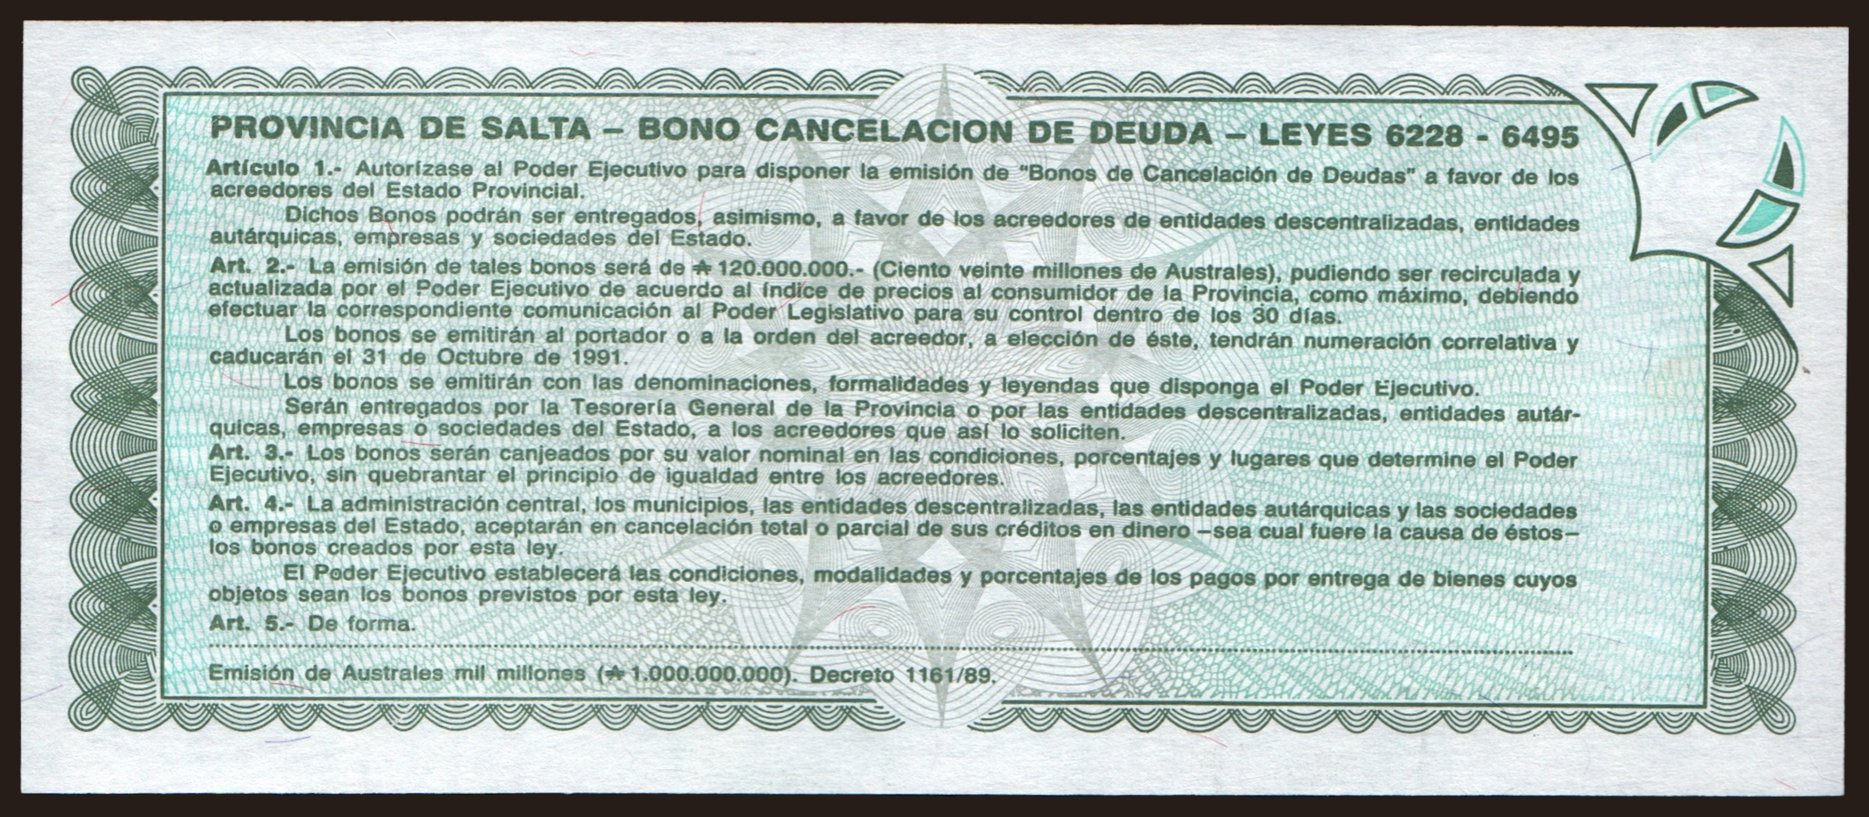 PROVINCIA DE SALTA – BONO CANCELACION DE DEUDA – LEYES 6228 - 6495
Artículo 1.- Autorízase al Poder Ejecutivo para disponer la emisión de "Bonos de Cancelación de Deudas" a favor de los
acreedores del Estado Provincial.
Dichos Bonos podrán ser entregados, asimismo, a favor de los acreedores de entidades descentralizadas, entidades
autárquicas, empresas y sociedades del Estado.
Art. 2.- La emisión de tales bonos será de ₳ 120.000.000.- (Ciento veinte millones de Australes), pudiendo ser recirculada y
actualizada por el Poder Ejecutivo de acuerdo al índice de precios al consumidor de la Provincia, como máximo, debiendo
efectuar la correspondiente comunicación al Poder Legislativo para su control dentro de los 30 días.
Los bonos se emitirán al portador o a la orden del acreedor, a elección de éste, tendrán numeración correlativa y
caducarán el 31 de Octubre de 1991.
Los bonos se emitirán con las denominaciones, formalidades y leyendas que disponga el Poder Ejecutivo.
Serán entregados por la Tesorería General de la Provincia o por las entidades descentralizadas, entidades autár-
quicas, empresas o sociedades del Estado, a los acreedores que así lo soliciten.
Art. 3.- Los bonos serán canjeados por su valor nominal en las condiciones, porcentajes y lugares que determine el Poder
Ejecutivo, sin quebrantar el principio de igualdad entre los acreedores.
Art. 4.- La administración central, los municipios, las entidades descentralizadas, las entidades autárquicas y las sociedades
o empresas del Estado, aceptarán en cancelación total o parcial de sus créditos en dinero –sea cual fuere la causa de éstos–
los bonos creados por esta ley.
El Poder Ejecutivo establecerá las condiciones, modalidades y porcentajes de los pagos por entrega de bienes cuyos
objetos sean los bonos previstos por esta ley.
Art. 5.- De forma.
Emisión de Australes mil millones (₳ 1.000.000.000). Decreto 1161/89.